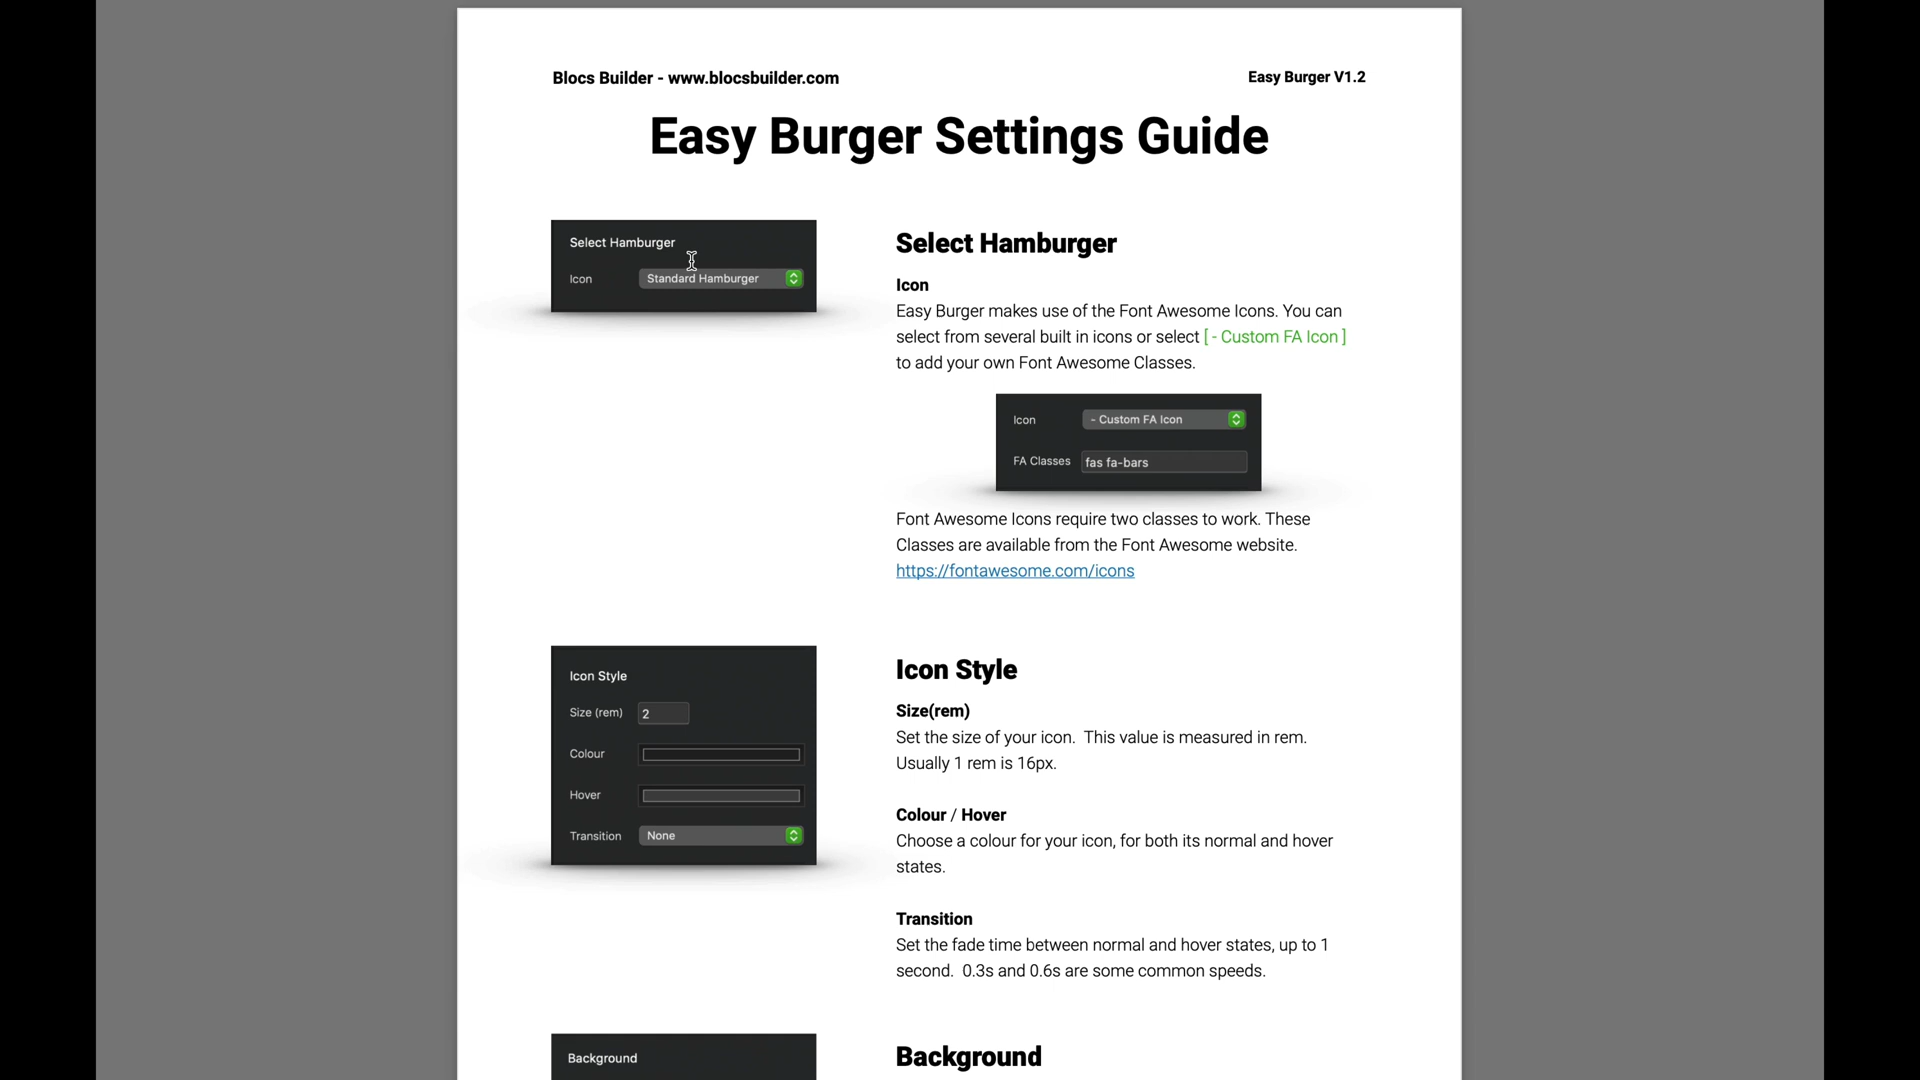 Blocs Builder - www.blocsbuilder.com
Easy Burger V1.2
Easy Burger Settings Guide
Select Hamburger
Icon
Standard Hamburger
Select Hamburger
Icon
Easy Burger makes use of the Font Awesome Icons. You can
select from several built in icons or select [ - Custom FA Icon ]
to add your own Font Awesome Classes.
Icon
- Custom FA Icon
FA Classes
fas fa-bars
Font Awesome Icons require two classes to work. These
Classes are available from the Font Awesome website.
https://fontawesome.com/icons
Icon Style
Size (rem)
2
Colour
Hover
Transition
None
Icon Style
Size(rem)
Set the size of your icon.  This value is measured in rem.
Usually 1 rem is 16px.
Colour / Hover
Choose a colour for your icon, for both its normal and hover
states.
Transition
Set the fade time between normal and hover states, up to 1
second.  0.3s and 0.6s are some common speeds.
Background
Background